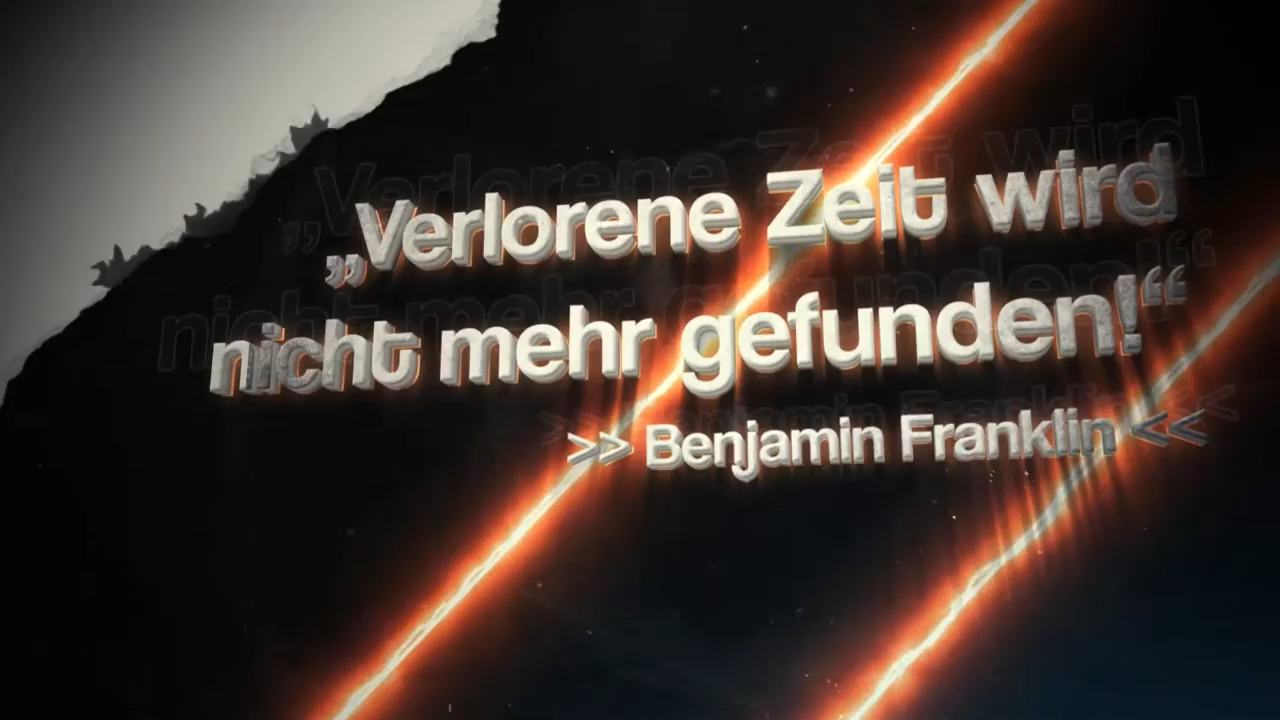 „Verlorene Zeit wird
nicht mehr gefunden!“
>> Benjamin Franklin <<